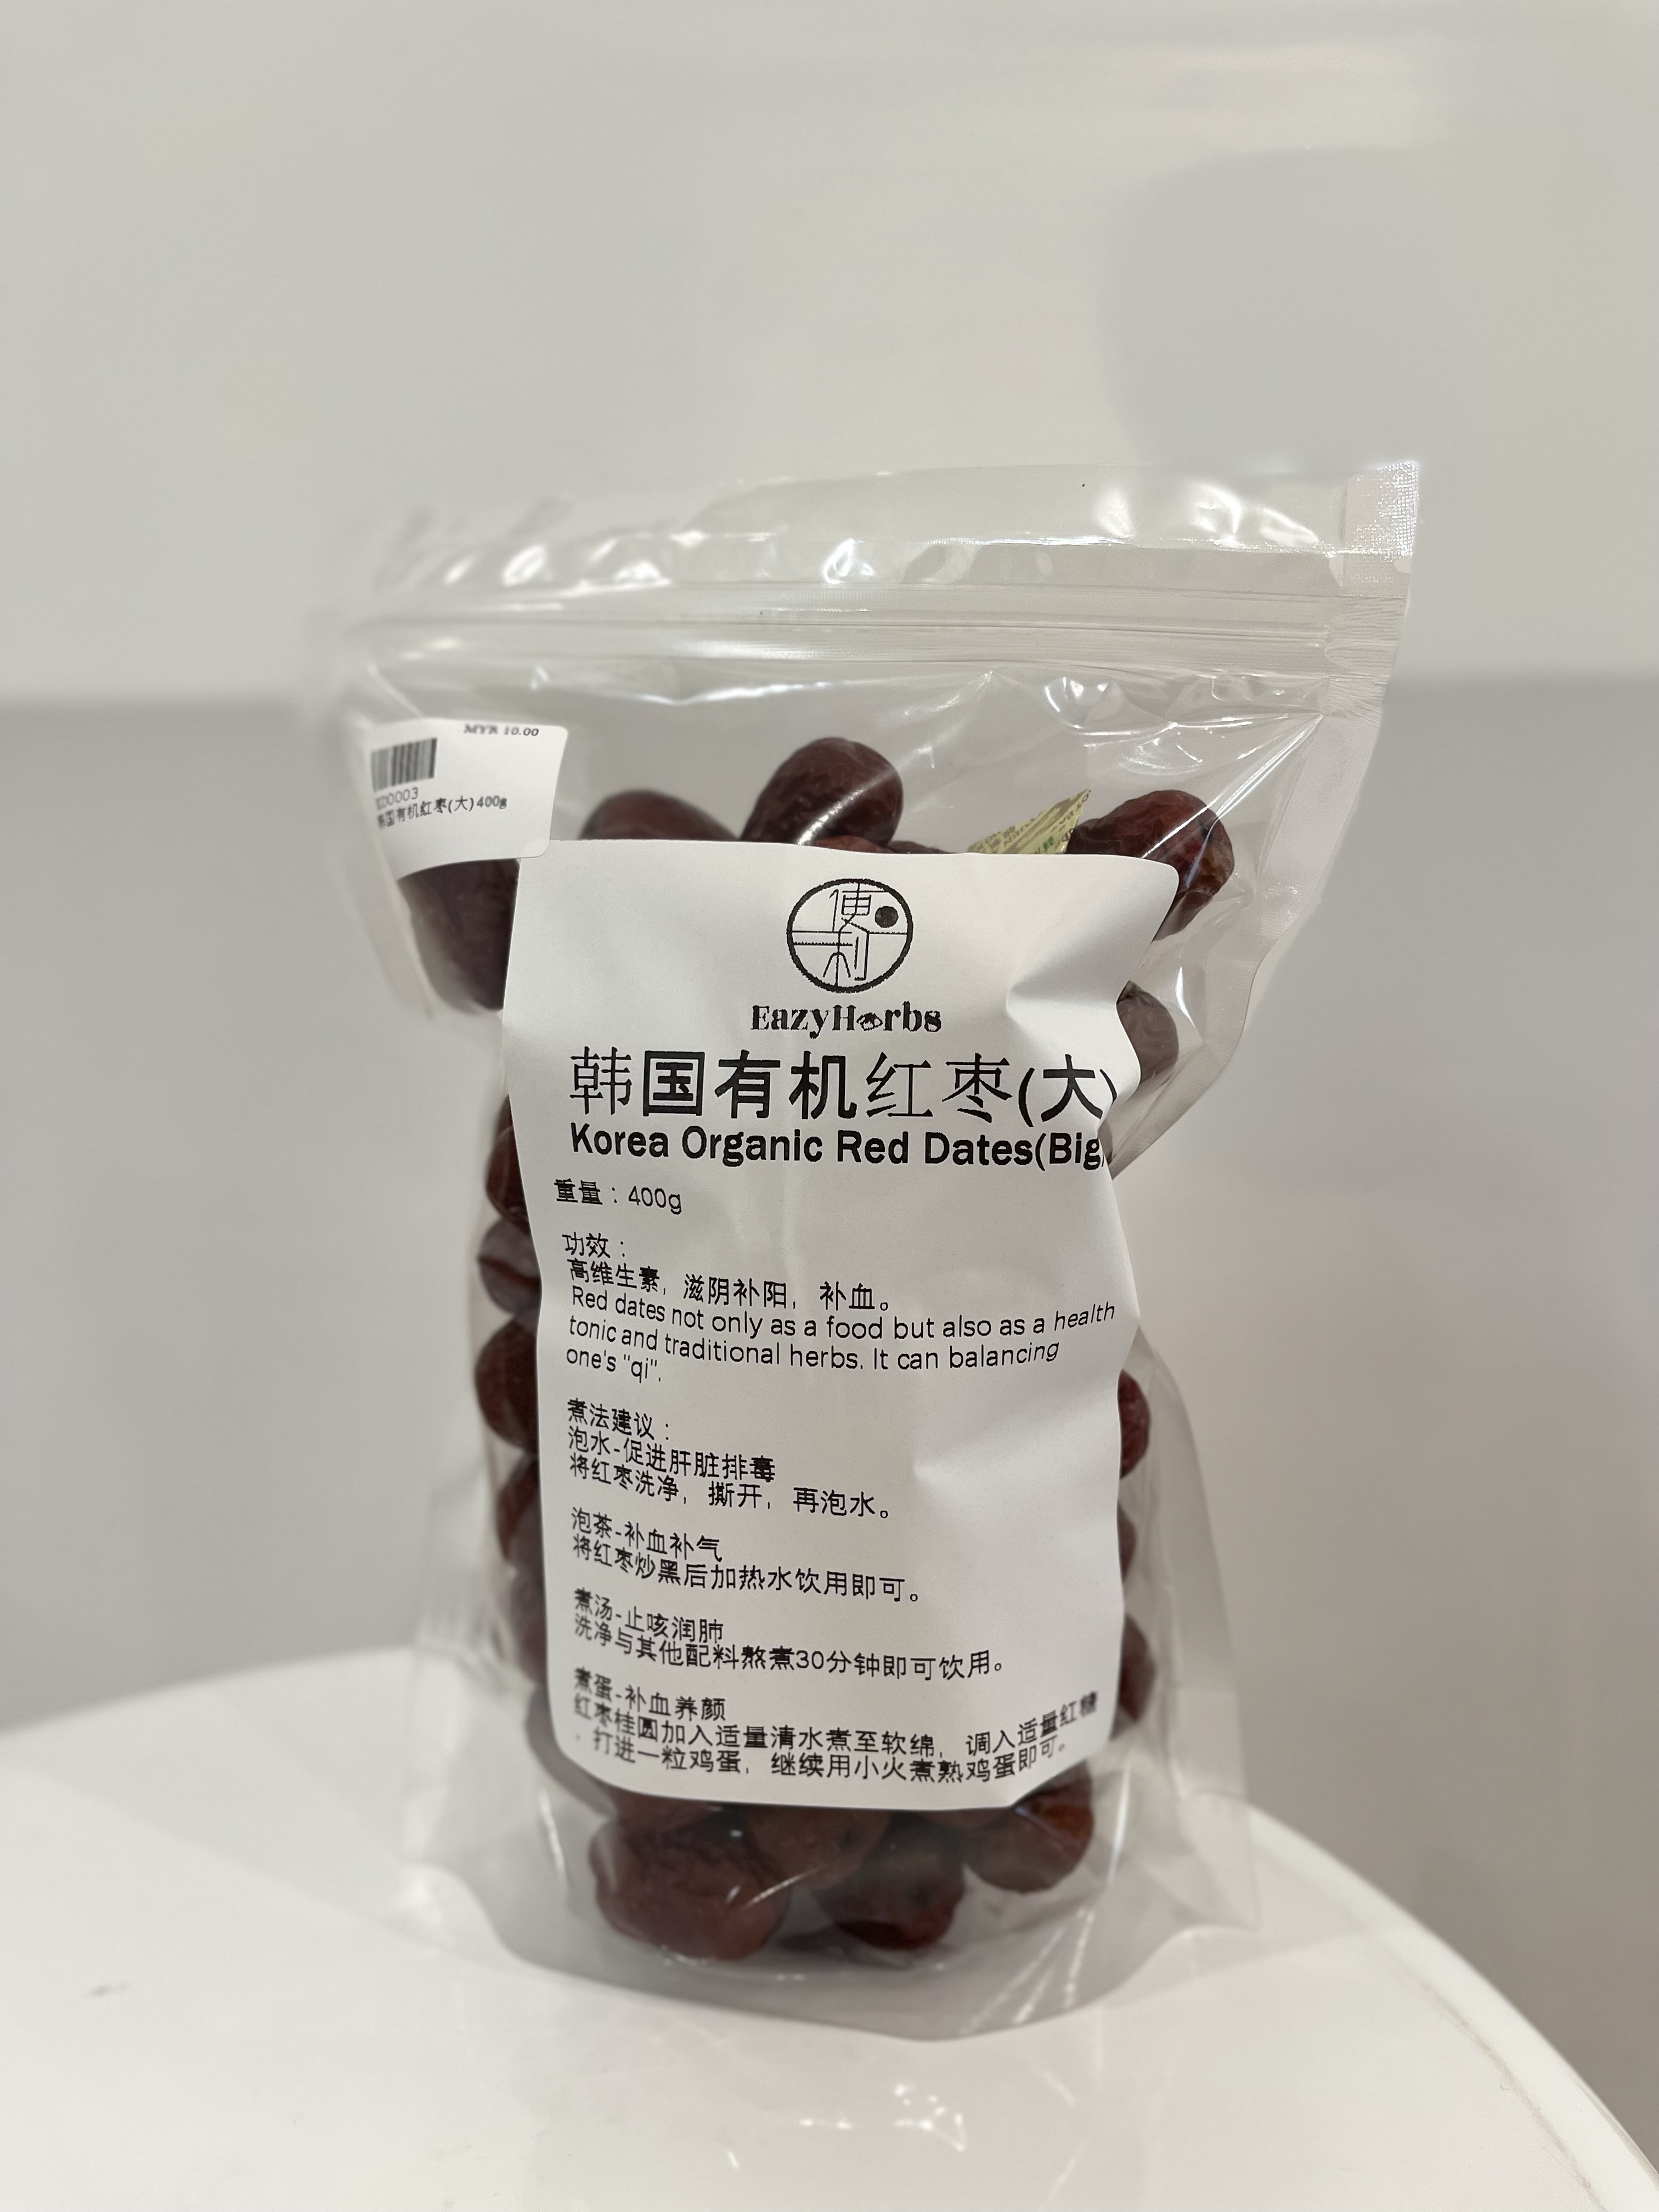 MYR 10.00
韩国有机红枣(大)400g
便利
EazyHerbs
韩国有机红枣(大)
Korea Organic Red Dates(Big)
重量：400g
功效：
高维生素，滋阴补阳，补血。
Red dates not only as a food but also as a health
tonic and traditional herbs. It can balancing
one's "qi".
煮法建议：
泡水-促进肝脏排毒
将红枣洗净，撕开，再泡水。
泡茶-补血补气
将红枣炒黑后加热水饮用即可。
煮汤-止咳润肺
洗净与其他配料熬煮30分钟即可饮用。
煮蛋-补血养颜
红枣桂圆加入适量清水煮至软绵，调入适量红糖
，打进一粒鸡蛋，继续用小火煮熟鸡蛋即可。